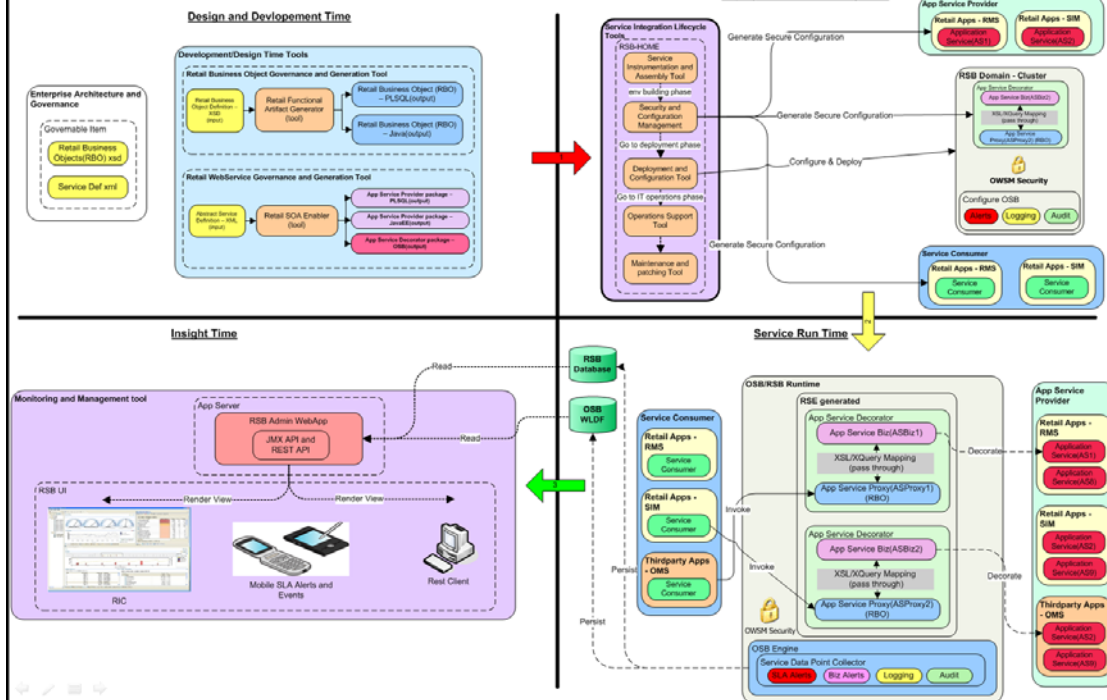 Design and Devlopement Time
Enterprise Architecture and
Governance
Governable Item
Retail Business
Objects(RBO) xsd
Service Def xml
Development/Design Time Tools
Retail Business Object Governance and Generation Tool
Retail Business
Object Definition -
XSD
(input)
Retail Functional
Artifact Generator
(tool)
Retail Business Object (RBO)
– PLSQL(output)
Retail Business Object (RBO)
– Java(output)
Retail WebService Governance and Generation Tool
Abstract Service
Definition – XML
(input)
Retail SOA Enabler
(tool)
App Service Provider package –
PLSQL(output)
App Service Provider package –
JavaEE(output)
App Service Decorator package –
OSB(output)
1
Service Integration Lifecycle
Tools
RSB-HOME
Service
Instrumentation and
Assembly Tool
env building phase
Security and
Configuration
Management
Go to deployment phase
Deployment and
Configuration Tool
Go to IT operations phase
Operations Support
Tool
Maintenance and
patching Tool
Generate Secure Configuration
Generate Secure Configuration
Configure & Deploy
Generate Secure Configuration
App Service Provider
Retail Apps - RMS
Application
Service(AS1)
Retail Apps - SIM
Application
Service(AS2)
RSB Domain - Cluster
App Service Decorator
App Service Biz(ASBiz2)
XSL/XQuery Mapping
(pass through)
App Service
Proxy(ASProxy2) (RBO)
OWSM Security
Configure OSB
Alerts
Logging
Audit
Service Consumer
Retail Apps - RMS
Service
Consumer
Retail Apps - SIM
Service
Consumer
2
Insight Time
Monitoring and Management tool
App Server
RSB Admin WebApp
JMX API and
REST API
RSB UI
Render View
Render View
RIC
Mobile SLA Alerts and
Events
Rest Client
Read
Read
RSB
Database
OSB
WLDF
3
Persist
Persist
Service Run Time
Service Consumer
Retail Apps -
RMS
Service
Consumer
Retail Apps -
SIM
Service
Consumer
Thirdparty Apps
- OMS
Service
Consumer
Invoke
Invoke
OSB/RSB Runtime
RSE generated
App Service Decorator
App Service Biz(ASBiz1)
XSL/XQuery Mapping
(pass through)
App Service Proxy(ASProxy1)
(RBO)
App Service Decorator
App Service Biz(ASBiz2)
XSL/XQuery Mapping
(pass through)
App Service Proxy(ASProxy2)
(RBO)
OWSM Security
OSB Engine
Service Data Point Collector
SLA Alerts
Biz Alerts
Logging
Audit
Decorate
Decorate
App Service
Provider
Retail Apps -
RMS
Application
Service(AS1)
Application
Service(AS8)
Retail Apps -
SIM
Application
Service(AS2)
Application
Service(AS9)
Thirdparty Apps
- OMS
Application
Service(AS2)
Application
Service(AS9)